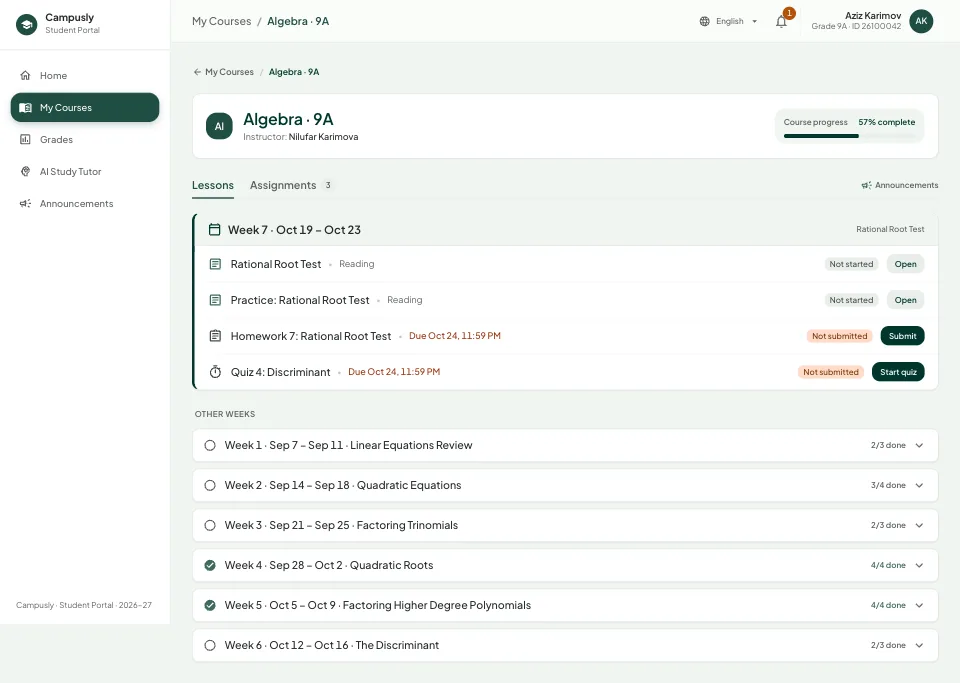 Campusly
Student Portal
My Courses / Algebra · 9A
English
1
Aziz Karimov
Grade 9A · ID 26100042
AK
Home
My Courses
Grades
AI Study Tutor
Announcements
Campusly · Student Portal · 2026–27
← My Courses / Algebra · 9A
Al
Algebra · 9A
Instructor: Nilufar Karimova
Course progress 57% complete
Lessons
Assignments 3
Announcements
Week 7 · Oct 19 – Oct 23
Rational Root Test
Rational Root Test • Reading Not started Open
Practice: Rational Root Test • Reading Not started Open
Homework 7: Rational Root Test • Due Oct 24, 11:59 PM Not submitted Submit
Quiz 4: Discriminant • Due Oct 24, 11:59 PM Not submitted Start quiz
OTHER WEEKS
Week 1 · Sep 7 – Sep 11 · Linear Equations Review 2/3 done
Week 2 · Sep 14 – Sep 18 · Quadratic Equations 3/4 done
Week 3 · Sep 21 – Sep 25 · Factoring Trinomials 2/3 done
Week 4 · Sep 28 – Oct 2 · Quadratic Roots 4/4 done
Week 5 · Oct 5 – Oct 9 · Factoring Higher Degree Polynomials 4/4 done
Week 6 · Oct 12 – Oct 16 · The Discriminant 2/3 done